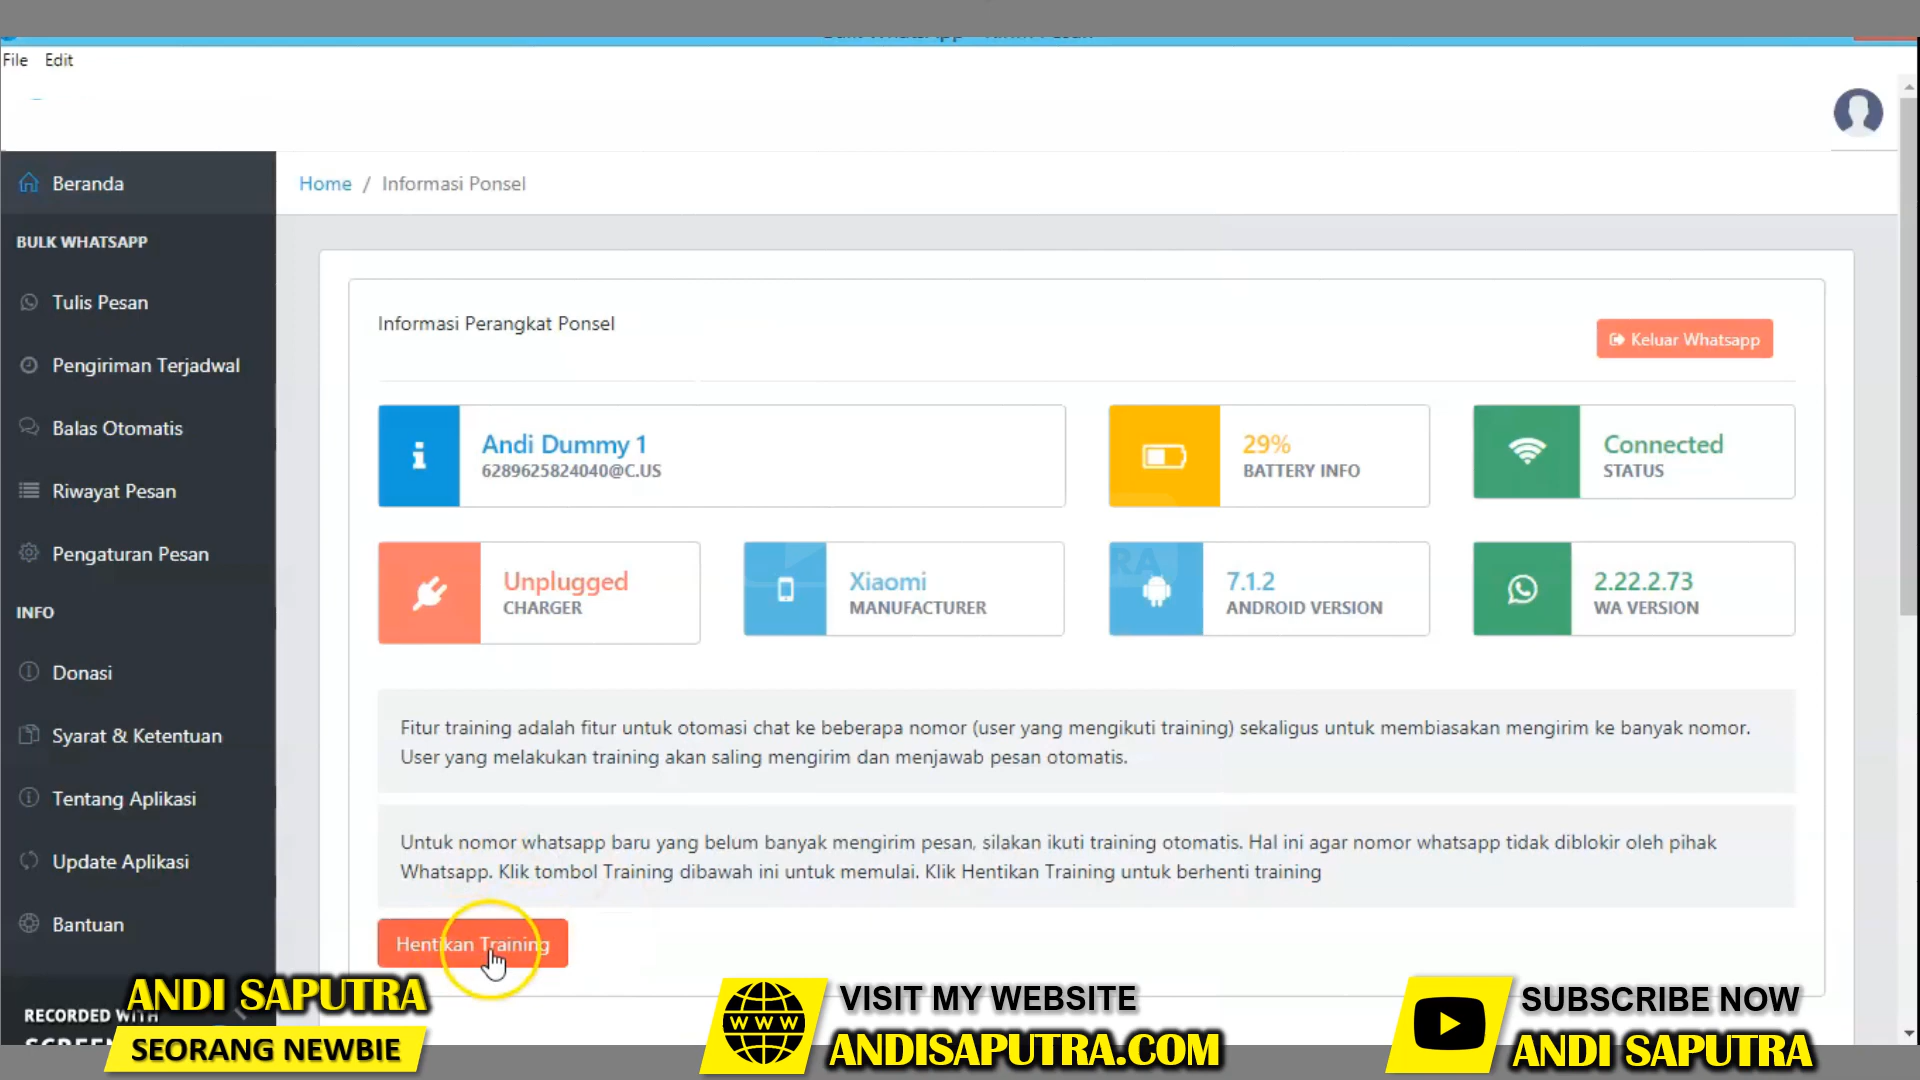 File Edit
Beranda
BULK WHATSAPP
Tulis Pesan
Pengiriman Terjadwal
Balas Otomatis
Riwayat Pesan
Pengaturan Pesan
INFO
Donasi
Syarat & Ketentuan
Tentang Aplikasi
Update Aplikasi
Bantuan
Home / Informasi Ponsel
Informasi Perangkat Ponsel
Keluar Whatsapp
Andi Dummy 1
6289625824040@C.US
29%
BATTERY INFO
Connected
STATUS
Unplugged
CHARGER
Xiaomi
MANUFACTURER
7.1.2
ANDROID VERSION
2.22.2.73
WA VERSION
Fitur training adalah fitur untuk otomasi chat ke beberapa nomor (user yang mengikuti training) sekaligus untuk membiasakan mengirim ke banyak nomor.
User yang melakukan training akan saling mengirim dan menjawab pesan otomatis.
Untuk nomor whatsapp baru yang belum banyak mengirim pesan, silakan ikuti training otomatis. Hal ini agar nomor whatsapp tidak diblokir oleh pihak
Whatsapp. Klik tombol Training dibawah ini untuk memulai. Klik Hentikan Training untuk berhenti training
Hentikan Training
RECORDED WITH
ANDI SAPUTRA
SEORANG NEWBIE
WWW
VISIT MY WEBSITE
ANDISAPUTRA.COM
SUBSCRIBE NOW
ANDI SAPUTRA